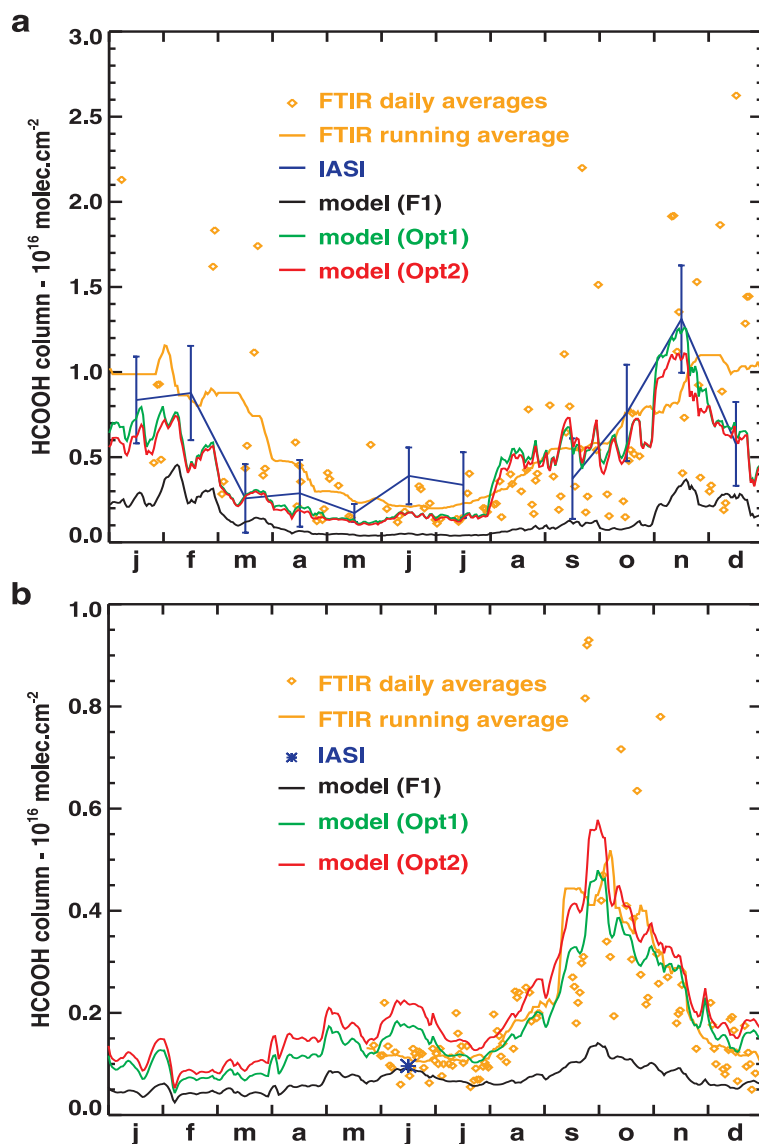 a
3.0
2.5
2.0
1.5
1.0
0.5
0.0
HCOOH column - 10¹⁶ molec.cm⁻²
FTIR daily averages
FTIR running average
IASI
model (F1)
model (Opt1)
model (Opt2)
j f m a m j j a s o n d
b
1.0
0.8
0.6
0.4
0.2
0.0
HCOOH column - 10¹⁶ molec.cm⁻²
FTIR daily averages
FTIR running average
IASI
model (F1)
model (Opt1)
model (Opt2)
j f m a m j j a s o n d